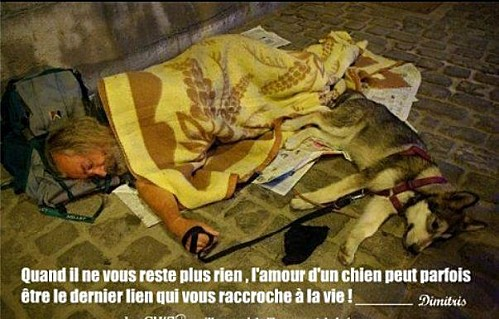 Quand il ne vous reste plus rien , l'amour d'un chien peut parfois
être le dernier lien qui vous raccroche à la vie ! ________ Dimitris